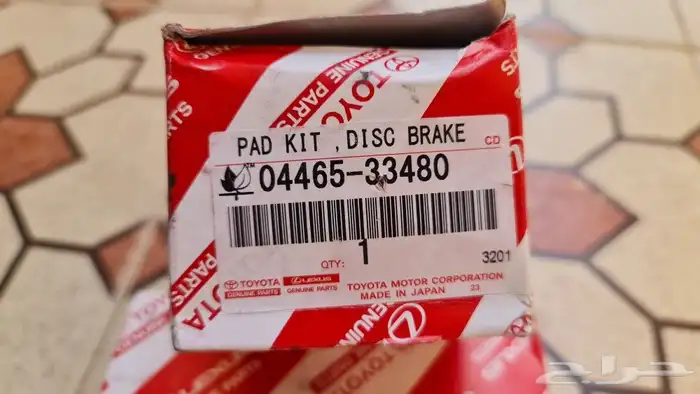 TOYOTA
GENUINE PARTS
PAD KIT ,DISC BRAKE
CD
04465-33480
1
QTY:
3201
TOYOTA
GENUINE PARTS
LEXUS
GENUINE PARTS
TOYOTA MOTOR CORPORATION
MADE IN JAPAN 23
TOYOTA
حراج